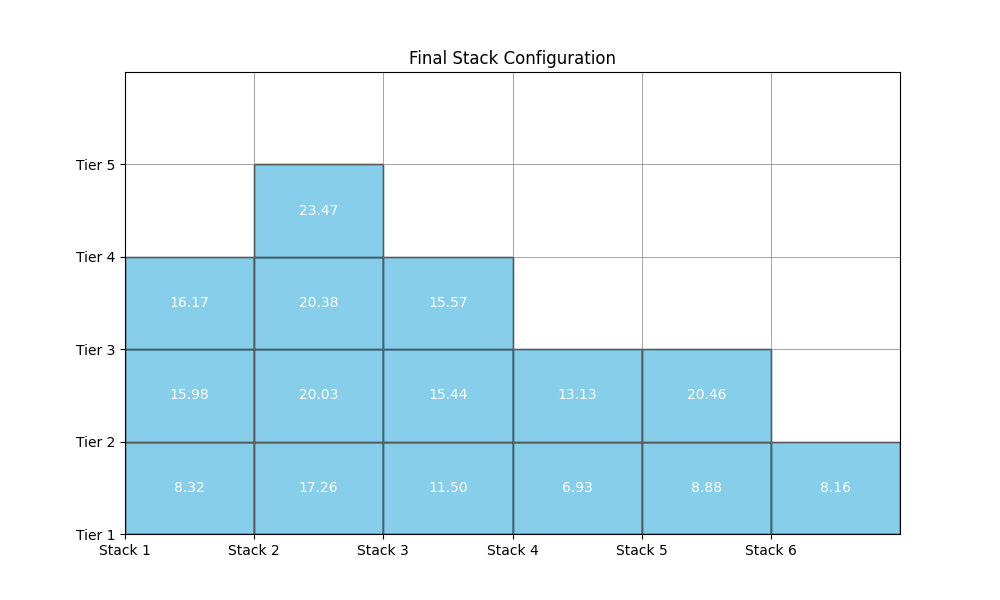 Final Stack Configuration
Tier 5
23.47
Tier 4
16.17 20.38 15.57
Tier 3
15.98 20.03 15.44 13.13 20.46
Tier 2
8.32 17.26 11.50 6.93 8.88 8.16
Tier 1
Stack 1 Stack 2 Stack 3 Stack 4 Stack 5 Stack 6